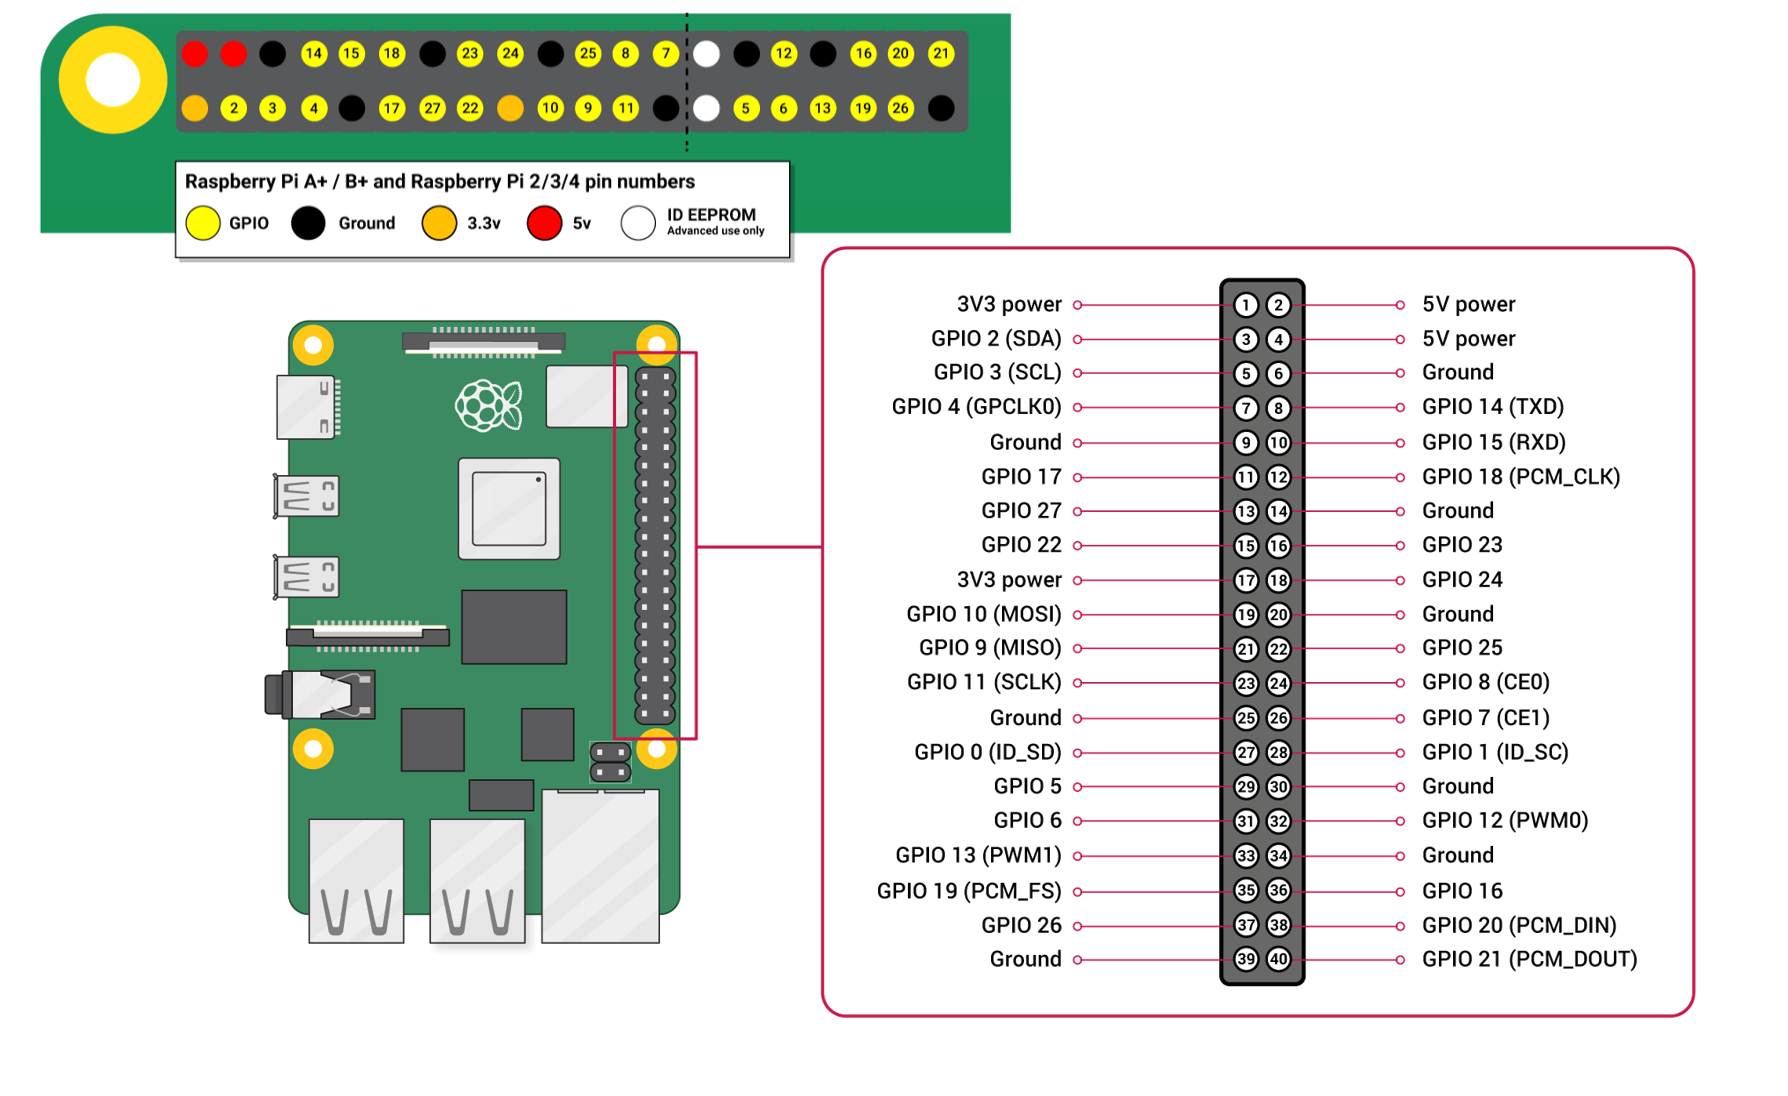 14 15 18 23 24 25 8 7 12 16 20 21
2 3 4 17 27 22 10 9 11 5 6 13 19 26
Raspberry Pi A+ / B+ and Raspberry Pi 2/3/4 pin numbers
GPIO Ground 3.3v 5v ID EEPROM
Advanced use only
3V3 power 1 2 5V power
GPIO 2 (SDA) 3 4 5V power
GPIO 3 (SCL) 5 6 Ground
GPIO 4 (GPCLK0) 7 8 GPIO 14 (TXD)
Ground 9 10 GPIO 15 (RXD)
GPIO 17 11 12 GPIO 18 (PCM_CLK)
GPIO 27 13 14 Ground
GPIO 22 15 16 GPIO 23
3V3 power 17 18 GPIO 24
GPIO 10 (MOSI) 19 20 Ground
GPIO 9 (MISO) 21 22 GPIO 25
GPIO 11 (SCLK) 23 24 GPIO 8 (CE0)
Ground 25 26 GPIO 7 (CE1)
GPIO 0 (ID_SD) 27 28 GPIO 1 (ID_SC)
GPIO 5 29 30 Ground
GPIO 6 31 32 GPIO 12 (PWM0)
GPIO 13 (PWM1) 33 34 Ground
GPIO 19 (PCM_FS) 35 36 GPIO 16
GPIO 26 37 38 GPIO 20 (PCM_DIN)
Ground 39 40 GPIO 21 (PCM_DOUT)